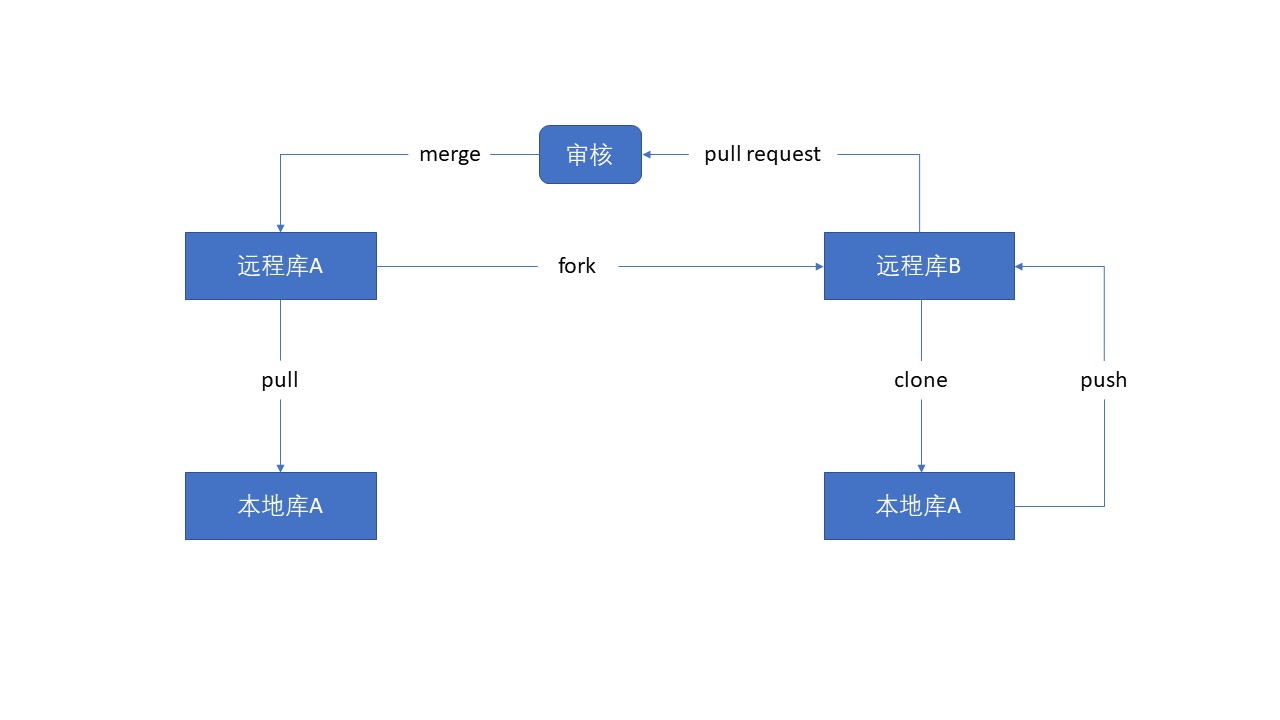 merge
审核
pull request
远程库A
fork
远程库B
pull
clone
push
本地库A
本地库A